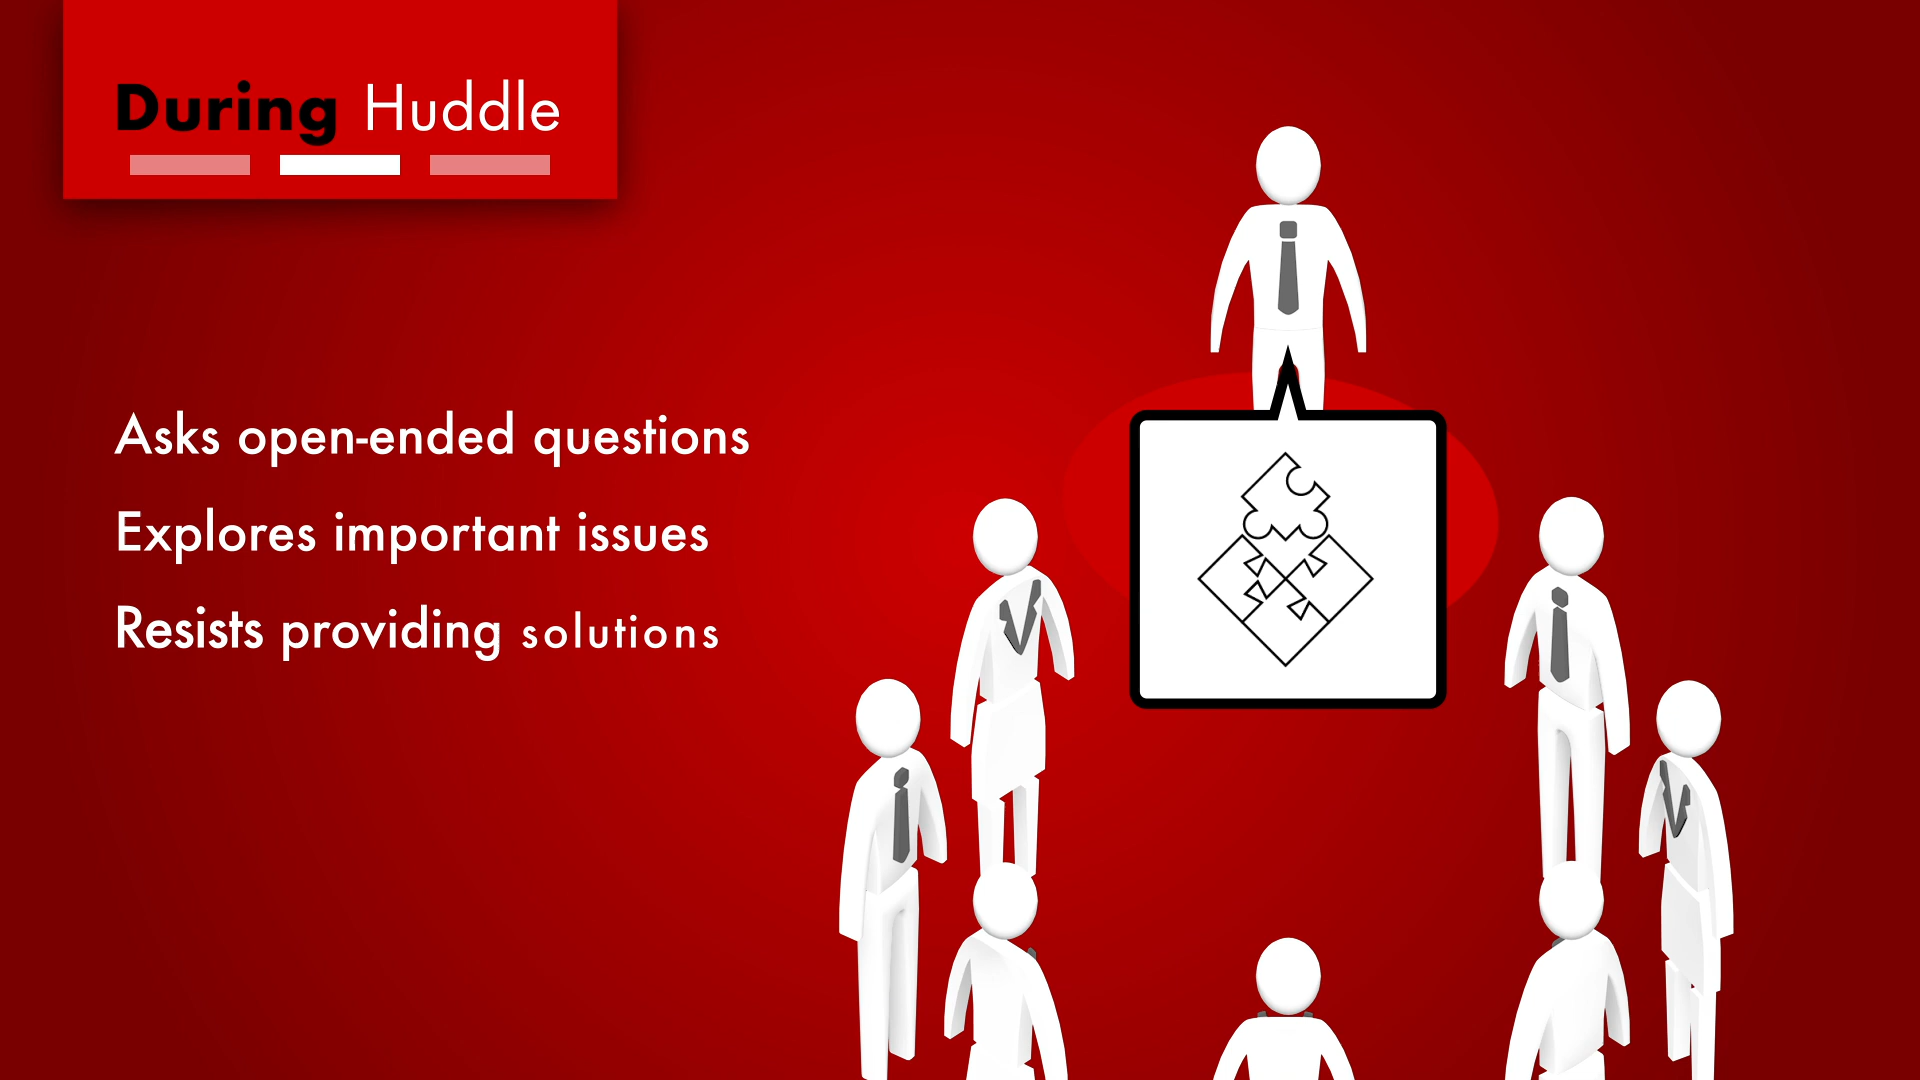 During Huddle
Asks open-ended questions
Explores important issues
Resists providing solutions